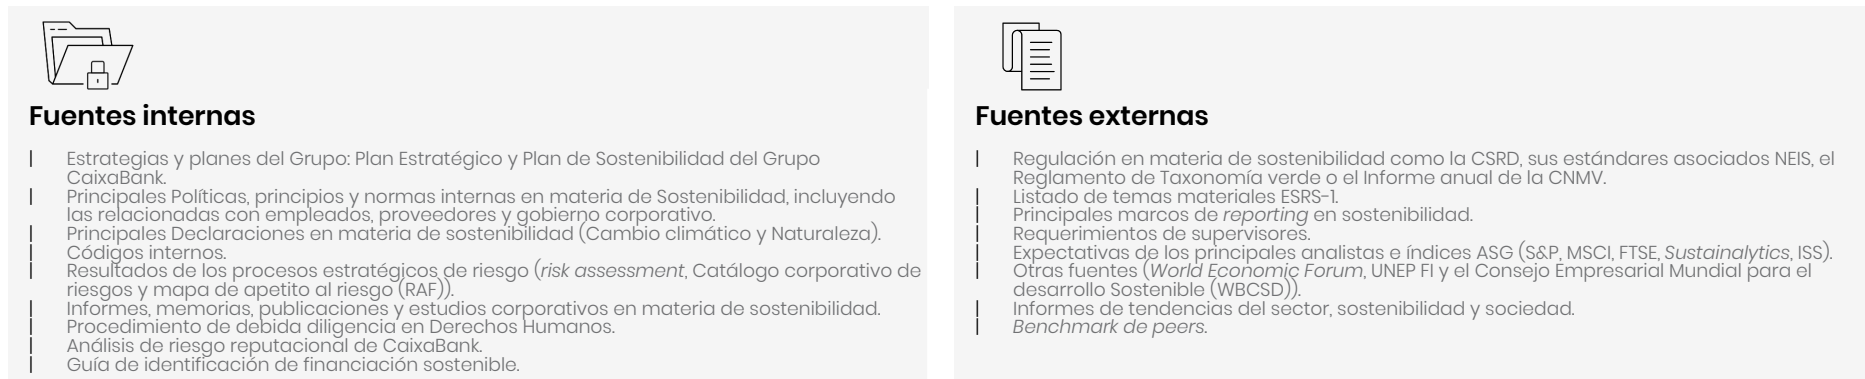 Fuentes internas
| Estrategias y planes del Grupo: Plan Estratégico y Plan de Sostenibilidad del Grupo
CaixaBank.
| Principales Políticas, principios y normas internas en materia de Sostenibilidad, incluyendo
las relacionadas con empleados, proveedores y gobierno corporativo.
| Principales Declaraciones en materia de sostenibilidad (Cambio climático y Naturaleza).
| Códigos internos.
| Resultados de los procesos estratégicos de riesgo (risk assessment, Catálogo corporativo de
riesgos y mapa de apetito al riesgo (RAF)).
| Informes, memorias, publicaciones y estudios corporativos en materia de sostenibilidad.
| Procedimiento de debida diligencia en Derechos Humanos.
| Análisis de riesgo reputacional de CaixaBank.
| Guía de identificación de financiación sostenible.
Fuentes externas
| Regulación en materia de sostenibilidad como la CSRD, sus estándares asociados NEIS, el
Reglamento de Taxonomía verde o el Informe anual de la CNMV.
| Listado de temas materiales ESRS-1.
| Principales marcos de reporting en sostenibilidad.
| Requerimientos de supervisores.
| Expectativas de los principales analistas e índices ASG (S&P, MSCI, FTSE, Sustainalytics, ISS).
| Otras fuentes (World Economic Forum, UNEP FI y el Consejo Empresarial Mundial para el
desarrollo Sostenible (WBCSD)).
| Informes de tendencias del sector, sostenibilidad y sociedad.
| Benchmark de peers.